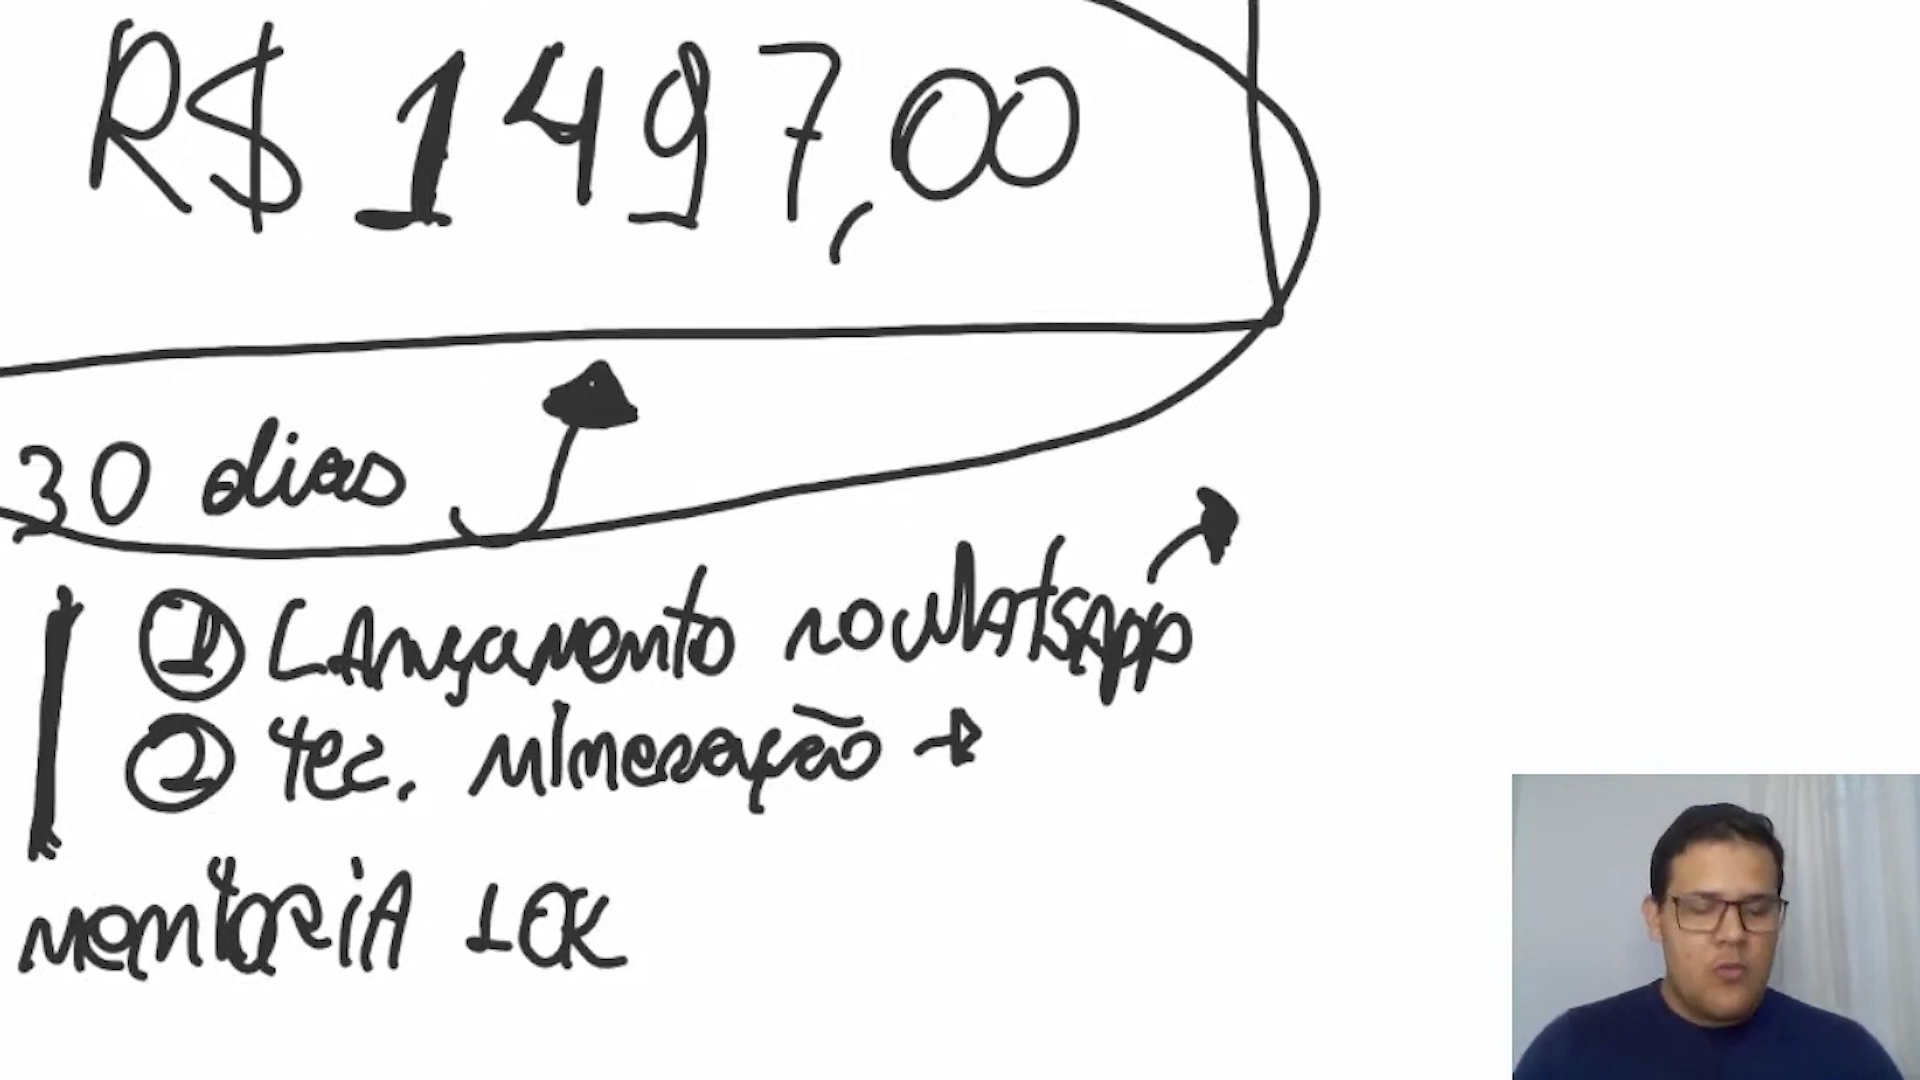 R$ 1497,00
30 dias
1 LAnçamento no WhatsApp
2 tec. mineração →
mentoriA 10K